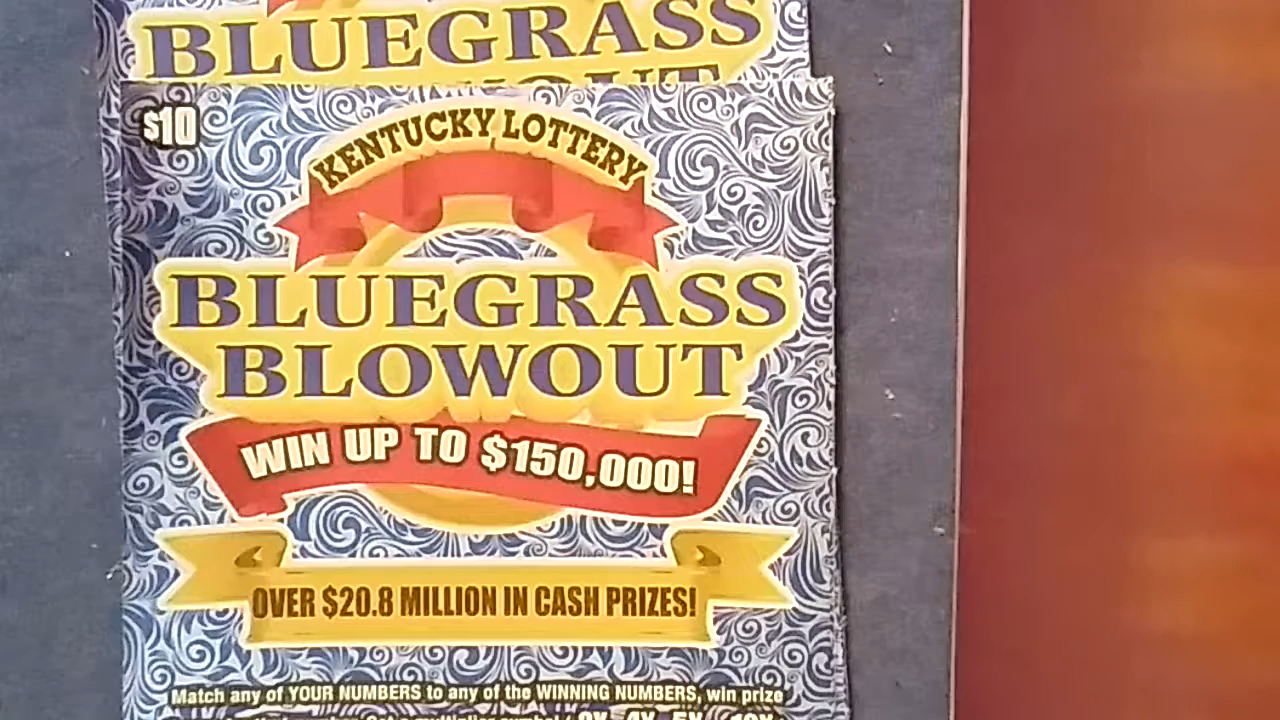 BLUEGRASS
BLOWOUT
$10
KENTUCKY LOTTERY
BLUEGRASS
BLOWOUT
WIN UP TO $150,000!
OVER $20.8 MILLION IN CASH PRIZES!
Match any of YOUR NUMBERS to any of the WINNING NUMBERS, win prize